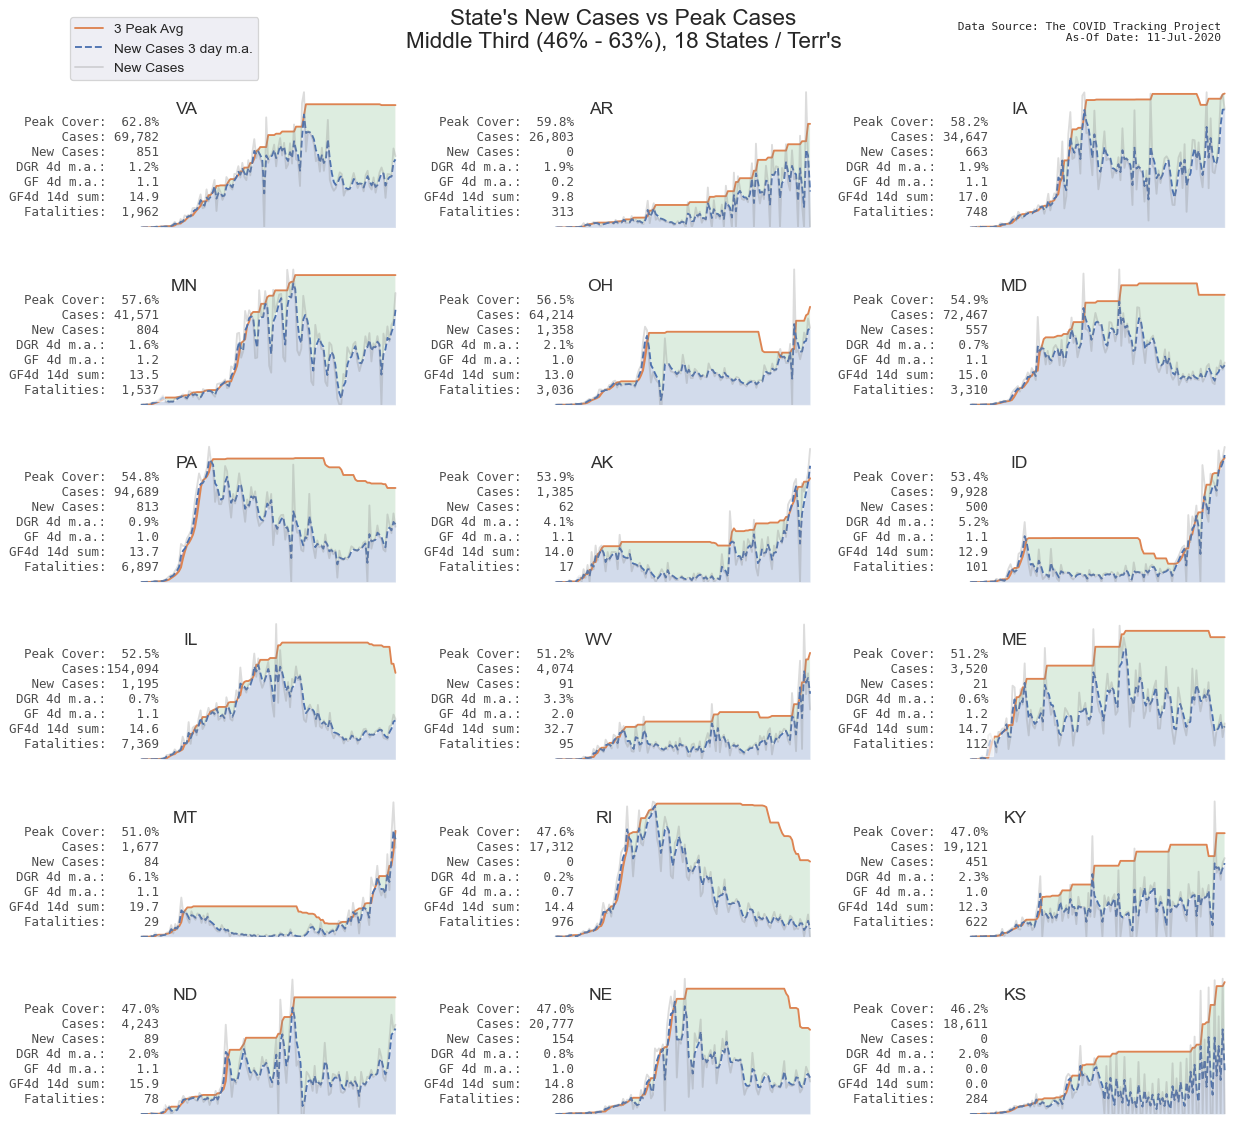 State's New Cases vs Peak Cases
Middle Third (46% - 63%), 18 States / Terr's
3 Peak Avg
New Cases 3 day m.a.
New Cases
Data Source: The COVID Tracking Project
As-Of Date: 11-Jul-2020
VA
Peak Cover: 62.8%
Cases: 69,782
New Cases: 851
DGR 4d m.a.: 1.2%
GF 4d m.a.: 1.1
GF4d 14d sum: 14.9
Fatalities: 1,962
AR
Peak Cover: 59.8%
Cases: 26,803
New Cases: 0
DGR 4d m.a.: 1.9%
GF 4d m.a.: 0.2
GF4d 14d sum: 9.8
Fatalities: 313
IA
Peak Cover: 58.2%
Cases: 34,647
New Cases: 663
DGR 4d m.a.: 1.9%
GF 4d m.a.: 1.1
GF4d 14d sum: 17.0
Fatalities: 748
MN
Peak Cover: 57.6%
Cases: 41,571
New Cases: 804
DGR 4d m.a.: 1.6%
GF 4d m.a.: 1.2
GF4d 14d sum: 13.5
Fatalities: 1,537
OH
Peak Cover: 56.5%
Cases: 64,214
New Cases: 1,358
DGR 4d m.a.: 2.1%
GF 4d m.a.: 1.0
GF4d 14d sum: 13.0
Fatalities: 3,036
MD
Peak Cover: 54.9%
Cases: 72,467
New Cases: 557
DGR 4d m.a.: 0.7%
GF 4d m.a.: 1.1
GF4d 14d sum: 15.0
Fatalities: 3,310
PA
Peak Cover: 54.8%
Cases: 94,689
New Cases: 813
DGR 4d m.a.: 0.9%
GF 4d m.a.: 1.0
GF4d 14d sum: 13.7
Fatalities: 6,897
AK
Peak Cover: 53.9%
Cases: 1,385
New Cases: 62
DGR 4d m.a.: 4.1%
GF 4d m.a.: 1.1
GF4d 14d sum: 14.0
Fatalities: 17
ID
Peak Cover: 53.4%
Cases: 9,928
New Cases: 500
DGR 4d m.a.: 5.2%
GF 4d m.a.: 1.1
GF4d 14d sum: 12.9
Fatalities: 101
IL
Peak Cover: 52.5%
Cases:154,094
New Cases: 1,195
DGR 4d m.a.: 0.7%
GF 4d m.a.: 1.1
GF4d 14d sum: 14.6
Fatalities: 7,369
WV
Peak Cover: 51.2%
Cases: 4,074
New Cases: 91
DGR 4d m.a.: 3.3%
GF 4d m.a.: 2.0
GF4d 14d sum: 32.7
Fatalities: 95
ME
Peak Cover: 51.2%
Cases: 3,520
New Cases: 21
DGR 4d m.a.: 0.6%
GF 4d m.a.: 1.2
GF4d 14d sum: 14.7
Fatalities: 112
MT
Peak Cover: 51.0%
Cases: 1,677
New Cases: 84
DGR 4d m.a.: 6.1%
GF 4d m.a.: 1.1
GF4d 14d sum: 19.7
Fatalities: 29
RI
Peak Cover: 47.6%
Cases: 17,312
New Cases: 0
DGR 4d m.a.: 0.2%
GF 4d m.a.: 0.7
GF4d 14d sum: 14.4
Fatalities: 976
KY
Peak Cover: 47.0%
Cases: 19,121
New Cases: 451
DGR 4d m.a.: 2.3%
GF 4d m.a.: 1.0
GF4d 14d sum: 12.3
Fatalities: 622
ND
Peak Cover: 47.0%
Cases: 4,243
New Cases: 89
DGR 4d m.a.: 2.0%
GF 4d m.a.: 1.1
GF4d 14d sum: 15.9
Fatalities: 78
NE
Peak Cover: 47.0%
Cases: 20,777
New Cases: 154
DGR 4d m.a.: 0.8%
GF 4d m.a.: 1.0
GF4d 14d sum: 14.8
Fatalities: 286
KS
Peak Cover: 46.2%
Cases: 18,611
New Cases: 0
DGR 4d m.a.: 2.0%
GF 4d m.a.: 0.0
GF4d 14d sum: 0.0
Fatalities: 284